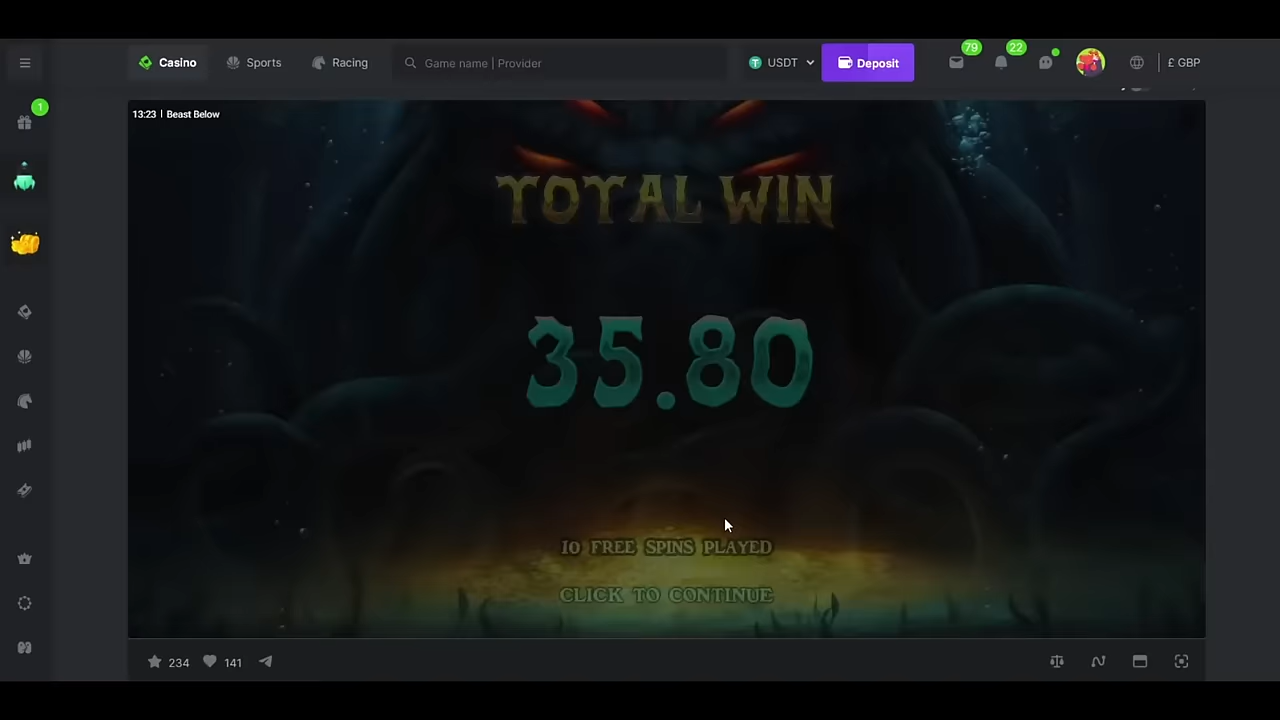 Casino
Sports
Racing
Game name | Provider
USDT
Deposit
79
22
£ GBP
1
13:23 | Beast Below
TOTAL WIN
35.80
10 FREE SPINS PLAYED
CLICK TO CONTINUE
234
141